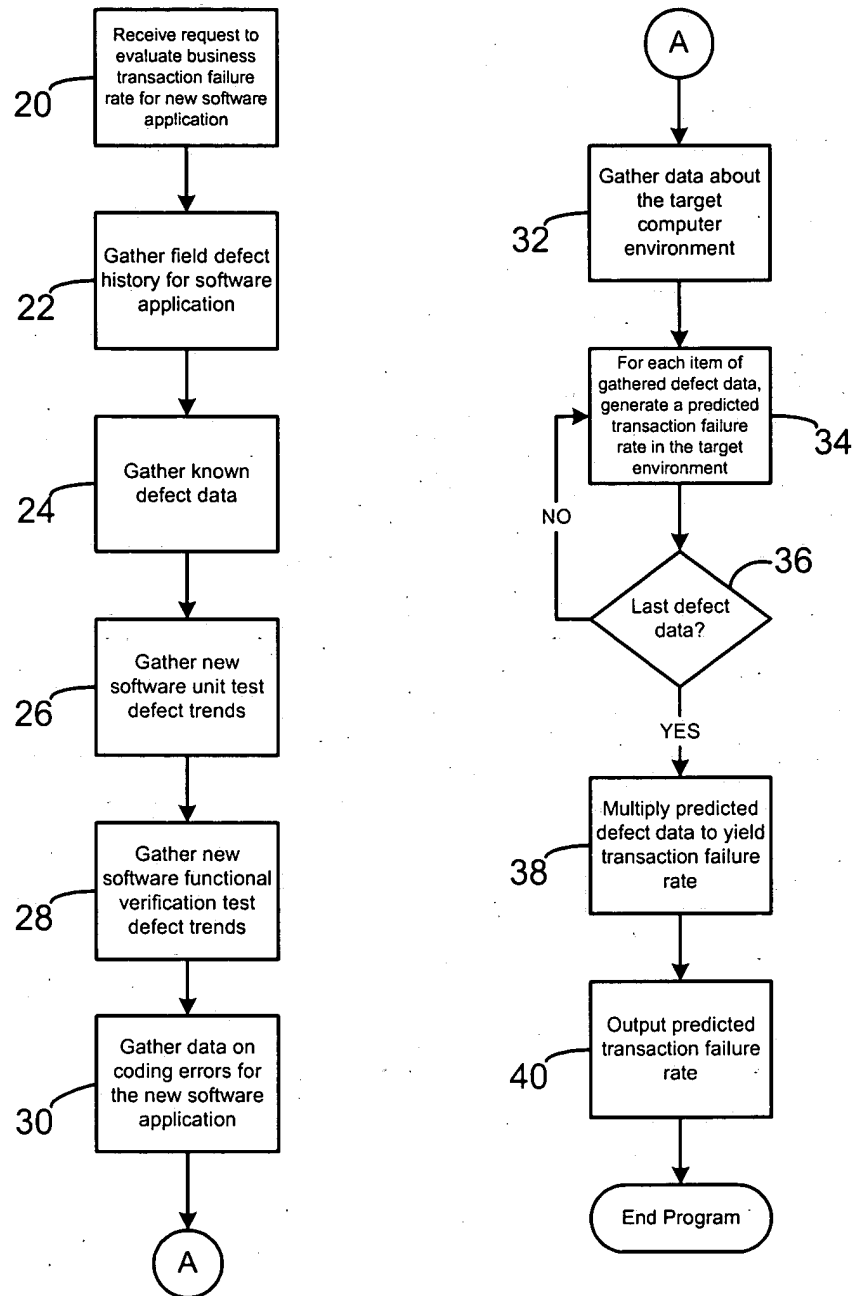 Receive request to
evaluate business
transaction failure
rate for new software
application
20
Gather field defect
history for software
application
22
Gather known
defect data
24
Gather new
software unit test
defect trends
26
Gather new
software functional
verification test
defect trends
28
Gather data on
coding errors for
the new software
application
30
A
A
Gather data about
the target
computer
environment
32
For each item of
gathered defect data,
generate a predicted
transaction failure
rate in the target
environment
34
NO
Last defect
data?
36
YES
Multiply predicted
defect data to yield
transaction failure
rate
38
Output predicted
transaction failure
rate
40
End Program